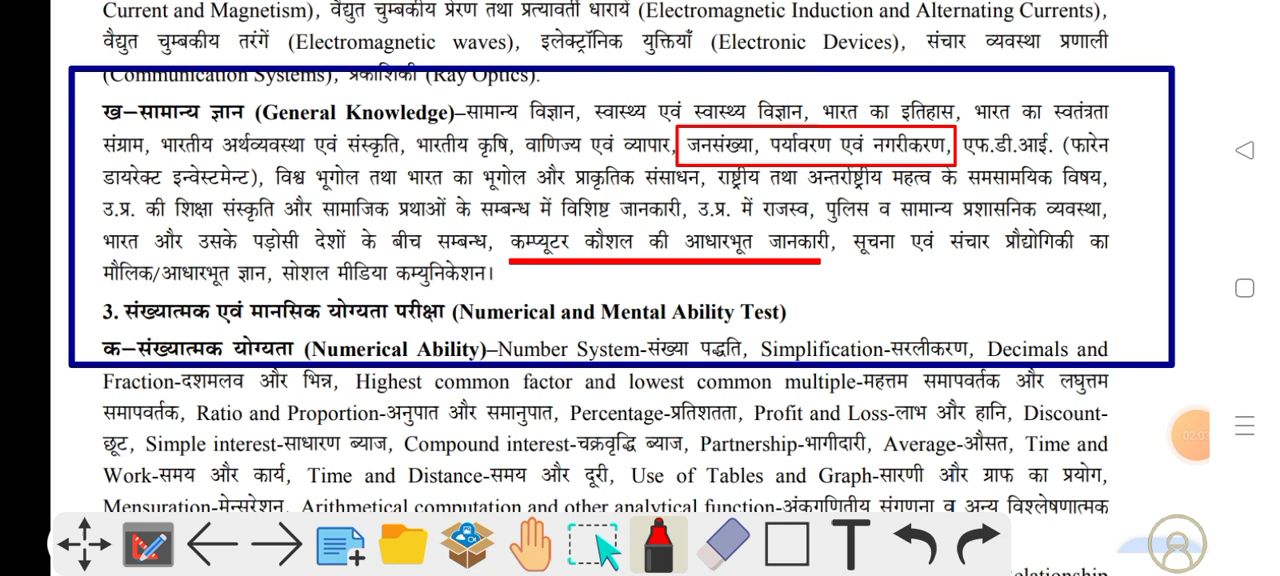 Current and Magnetism), वैद्युत चुम्बकीय प्रेरण तथा प्रत्यावर्ती धारायें (Electromagnetic Induction and Alternating Currents),
वैद्युत चुम्बकीय तरंगें (Electromagnetic waves), इलेक्ट्रॉनिक युक्तियाँ (Electronic Devices), संचार व्यवस्था प्रणाली
(Communication Systems), प्रकाशिकी (Ray Optics).
ख–सामान्य ज्ञान (General Knowledge)–सामान्य विज्ञान, स्वास्थ्य एवं स्वास्थ्य विज्ञान, भारत का इतिहास, भारत का स्वतंत्रता
संग्राम, भारतीय अर्थव्यवस्था एवं संस्कृति, भारतीय कृषि, वाणिज्य एवं व्यापार, जनसंख्या, पर्यावरण एवं नगरीकरण, एफ.डी.आई. (फारेन
डायरेक्ट इन्वेस्टमेन्ट), विश्व भूगोल तथा भारत का भूगोल और प्राकृतिक संसाधन, राष्ट्रीय तथा अन्तर्राष्ट्रीय महत्व के समसामयिक विषय,
उ.प्र. की शिक्षा संस्कृति और सामाजिक प्रथाओं के सम्बन्ध में विशिष्ट जानकारी, उ.प्र. में राजस्व, पुलिस व सामान्य प्रशासनिक व्यवस्था,
भारत और उसके पड़ोसी देशों के बीच सम्बन्ध, कम्प्यूटर कौशल की आधारभूत जानकारी, सूचना एवं संचार प्रौद्योगिकी का
मौलिक/आधारभूत ज्ञान, सोशल मीडिया कम्युनिकेशन।
3. संख्यात्मक एवं मानसिक योग्यता परीक्षा (Numerical and Mental Ability Test)
क–संख्यात्मक योग्यता (Numerical Ability)–Number System-संख्या पद्धति, Simplification-सरलीकरण, Decimals and
Fraction-दशमलव और भिन्न, Highest common factor and lowest common multiple-महत्तम समापवर्तक और लघुत्तम
समापवर्तक, Ratio and Proportion-अनुपात और समानुपात, Percentage-प्रतिशतता, Profit and Loss-लाभ और हानि, Discount-
छूट, Simple interest-साधारण ब्याज, Compound interest-चक्रवृद्धि ब्याज, Partnership-भागीदारी, Average-औसत, Time and
Work-समय और कार्य, Time and Distance-समय और दूरी, Use of Tables and Graph-सारणी और ग्राफ का प्रयोग,
Mensuration-मेन्सुरेशन, Arithmetical computation and other analytical function-अंकगणितीय संगणना व अन्य विश्लेषणात्मक
02:03